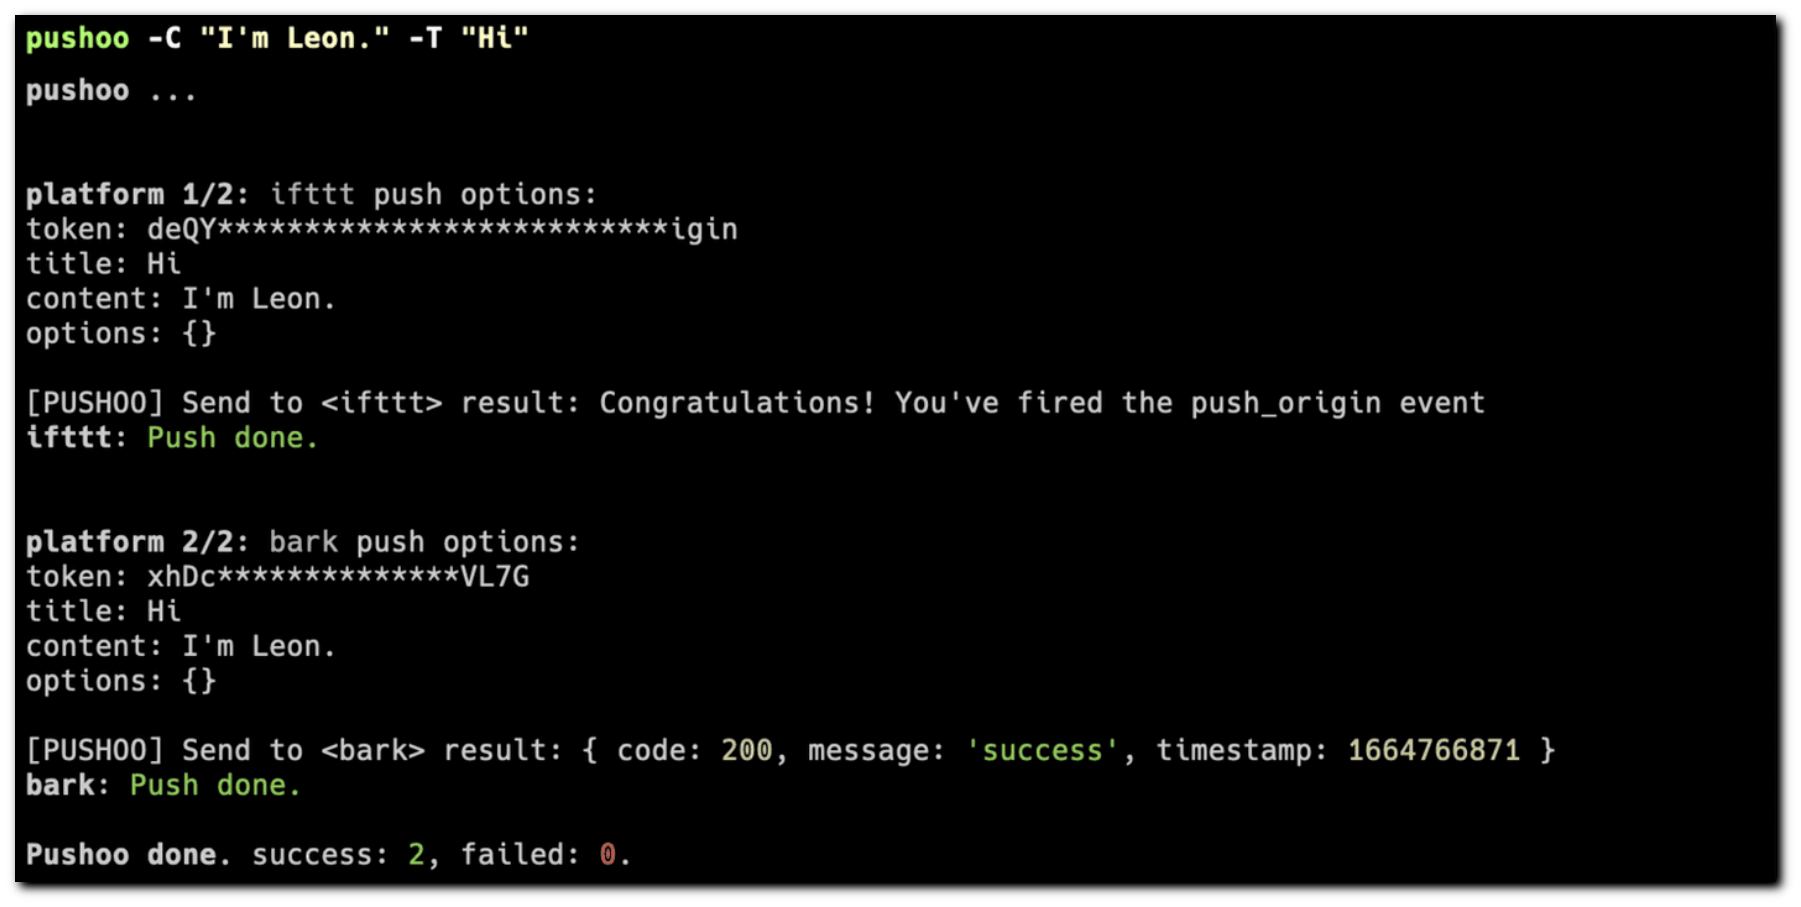 pushoo -C "I'm Leon." -T "Hi"
pushoo ...
platform 1/2: ifttt push options:
token: deQY**************************igin
title: Hi
content: I'm Leon.
options: {}
[PUSHOO] Send to <ifttt> result: Congratulations! You've fired the push_origin event
ifttt: Push done.
platform 2/2: bark push options:
token: xhDc**************VL7G
title: Hi
content: I'm Leon.
options: {}
[PUSHOO] Send to <bark> result: { code: 200, message: 'success', timestamp: 1664766871 }
bark: Push done.
Pushoo done. success: 2, failed: 0.